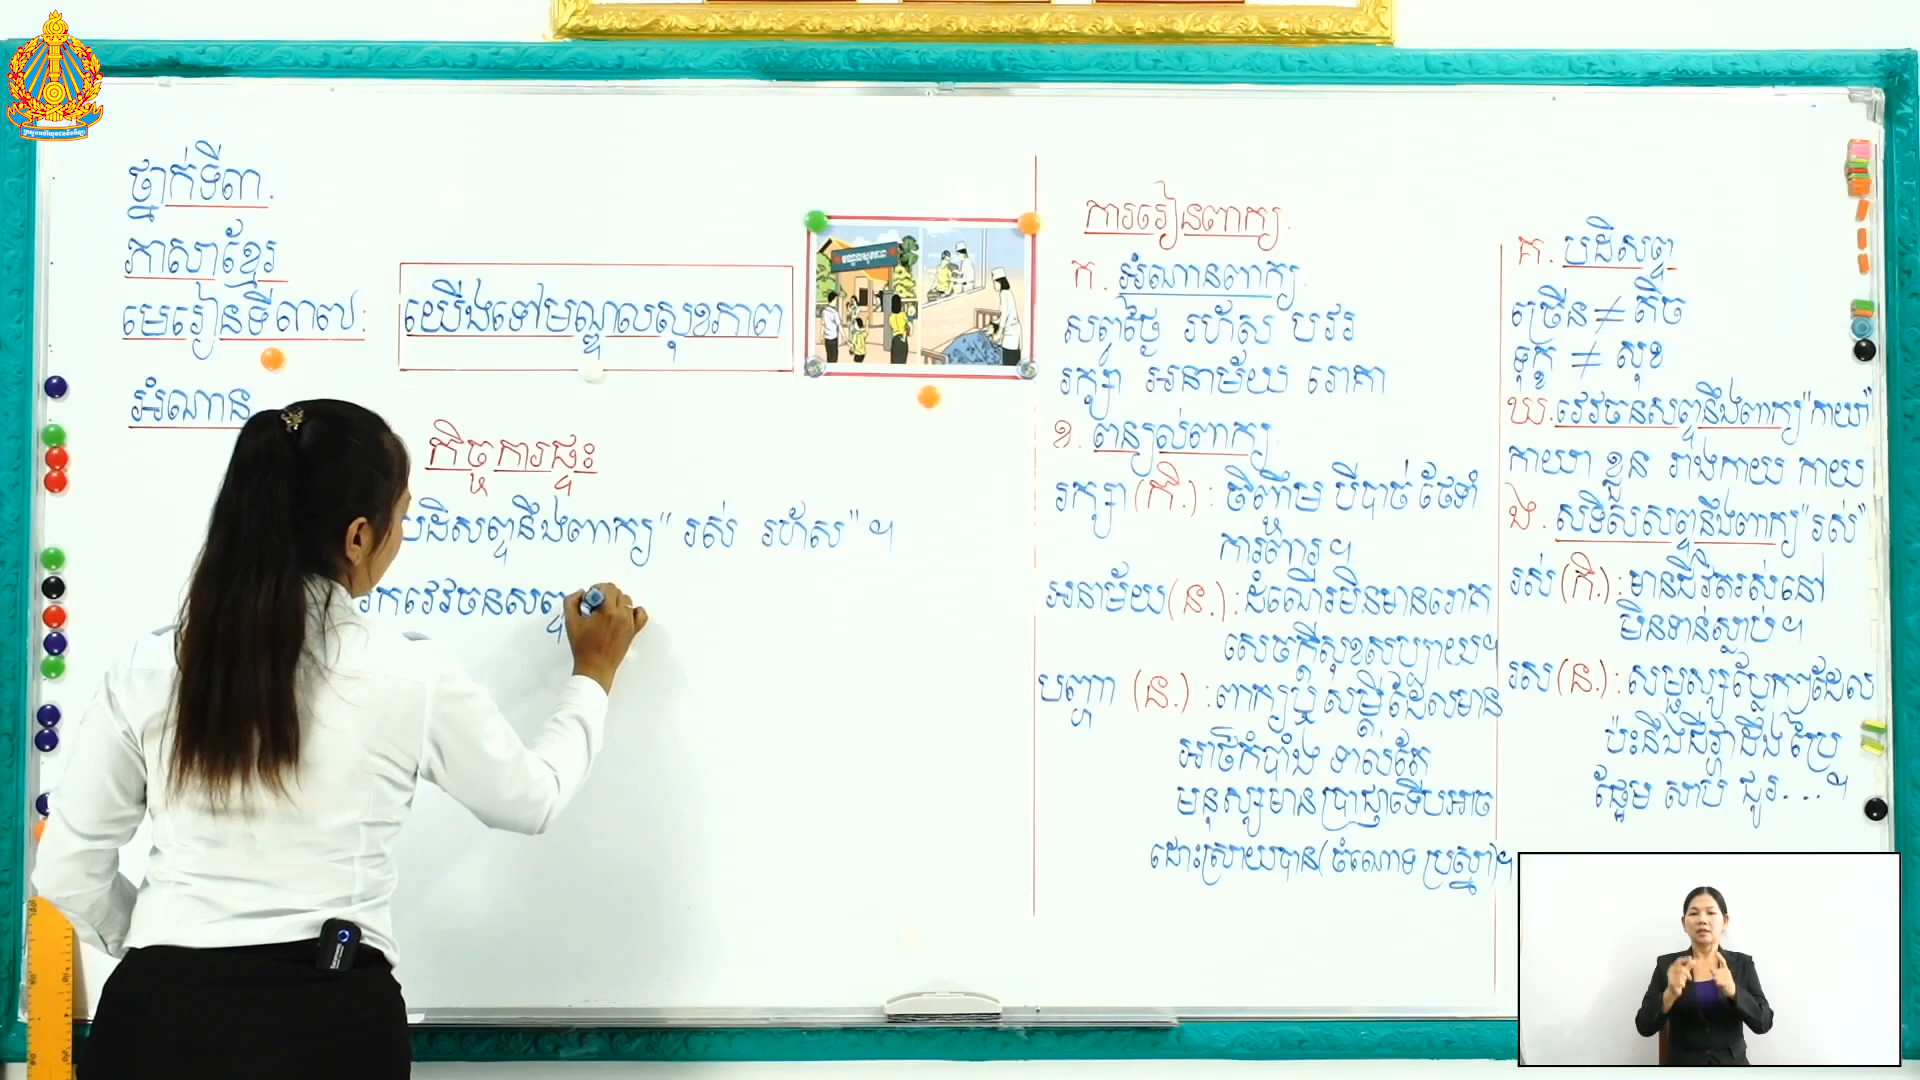 ថ្នាក់ទី៣.
ភាសាខ្មែរ
មេរៀនទី៣៧:
យើងទៅមណ្ឌលសុខភាព
អំណាន
កិច្ចការផ្ទះ
បដិសព្ទនឹងពាក្យ "រស់ រហ័ស"។
រកវេវចនសព្ទ
ការរៀនពាក្យ.
ក. អំណានពាក្យ.
សព្វថ្ងៃ រហ័ស បវរ
រក្សា អនាម័យ រោគា
ខ. ពន្យល់ពាក្យ
រក្សា (កិ.) : ចិញ្ចឹម បីបាច់ ថែទាំ
ការពារ។
អនាម័យ (ន.) : ដំណើរមិនមានរោគ
សេចក្តីសុខសប្បាយ។
បញ្ហា (ន.) : ពាក្យឬសម្តីដែលមាន
អាថ៌កំបាំង ទាល់តែ
មនុស្សមានប្រាជ្ញាទើបអាច
ដោះស្រាយបាន (ចំណោទ ប្រស្នា)។
គ. បដិសព្ទ
ច្រើន ≠ តិច
ទុក្ខ ≠ សុខ
ឃ. វេវចនសព្ទនឹងពាក្យ "កាយា"
កាយា ខ្លួន រាងកាយ កាយ
ង. សទិសសព្ទនឹងពាក្យ "រស់"
រស់ (កិ.) : មានជីវិតរស់នៅ
មិនទាន់ស្លាប់។
រស (ន.) : សម្ផស្សប្លែកៗដែល
ប៉ះនឹងជិវ្ហាដឹង ប្រៃ
ផ្អែម សាប ជូរ....។